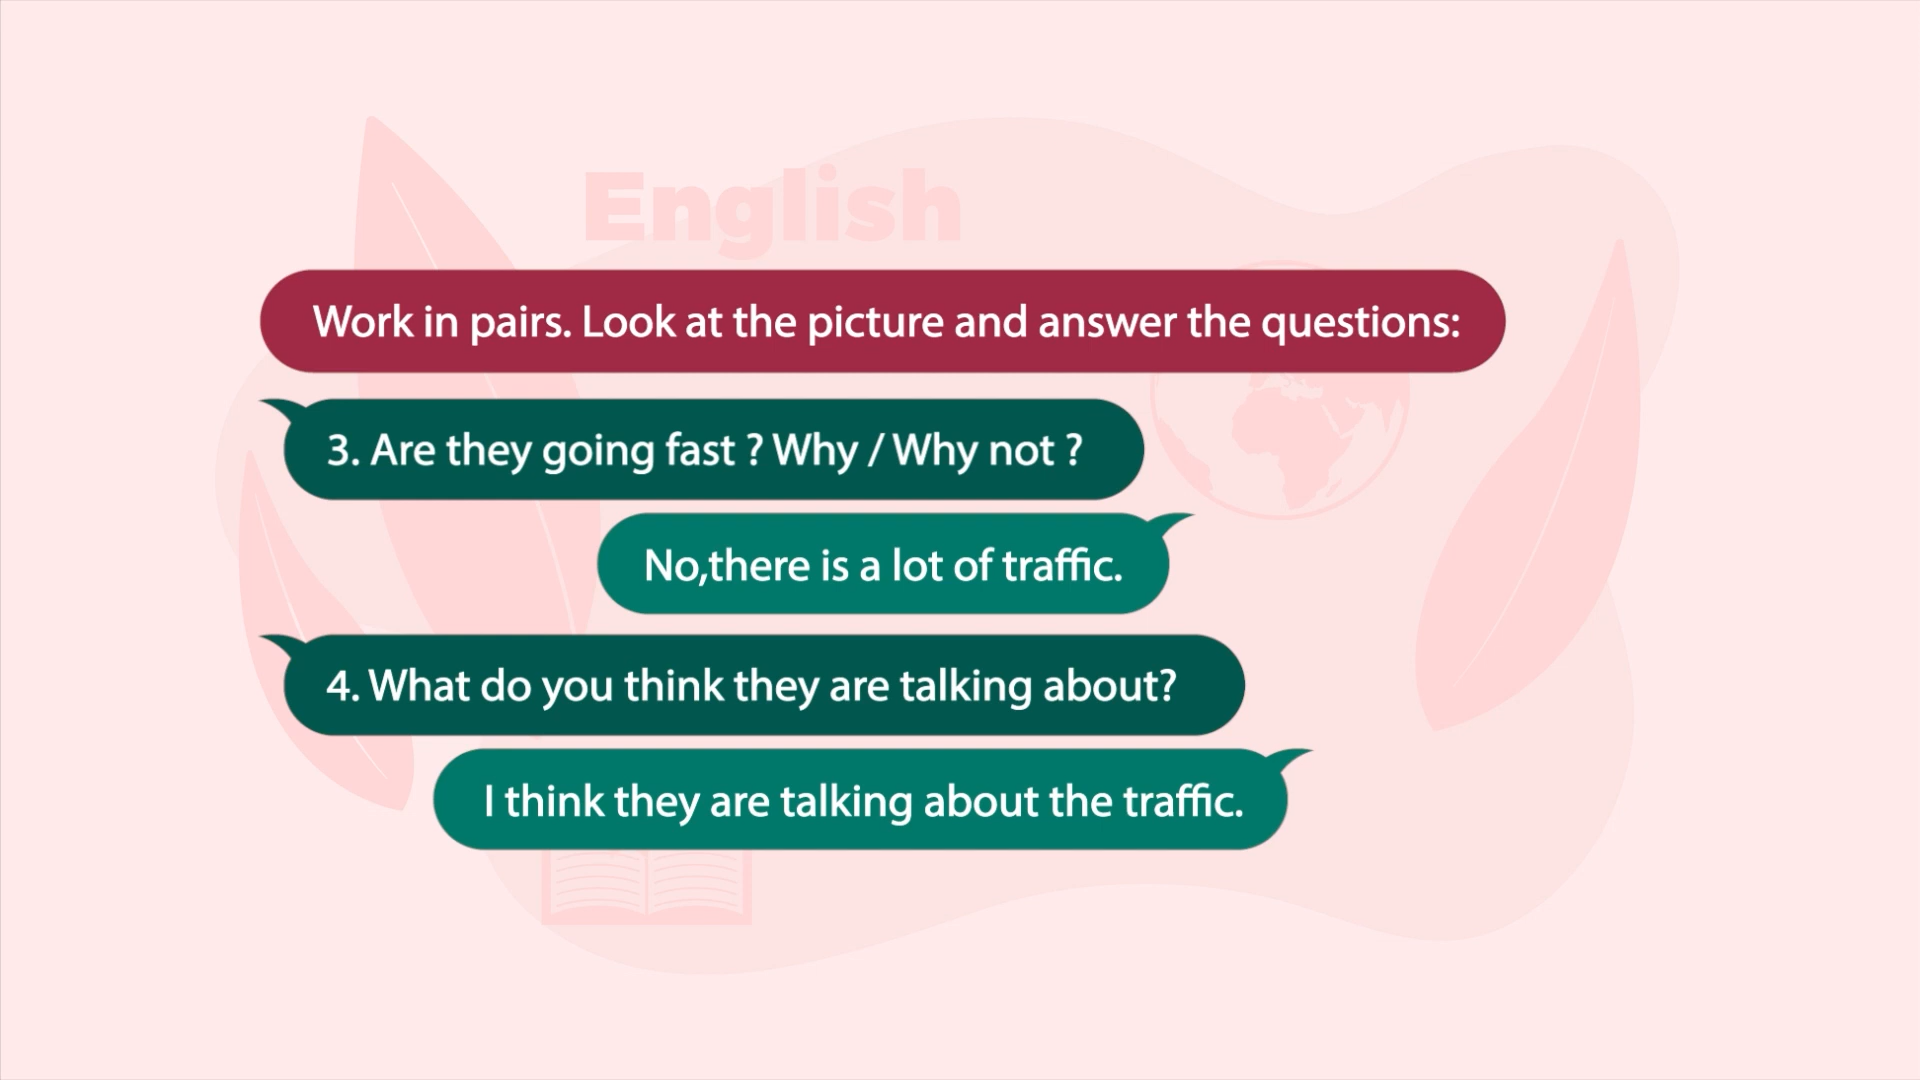 English
Work in pairs. Look at the picture and answer the questions:
3. Are they going fast ? Why / Why not ?
No,there is a lot of traffic.
4. What do you think they are talking about?
I think they are talking about the traffic.